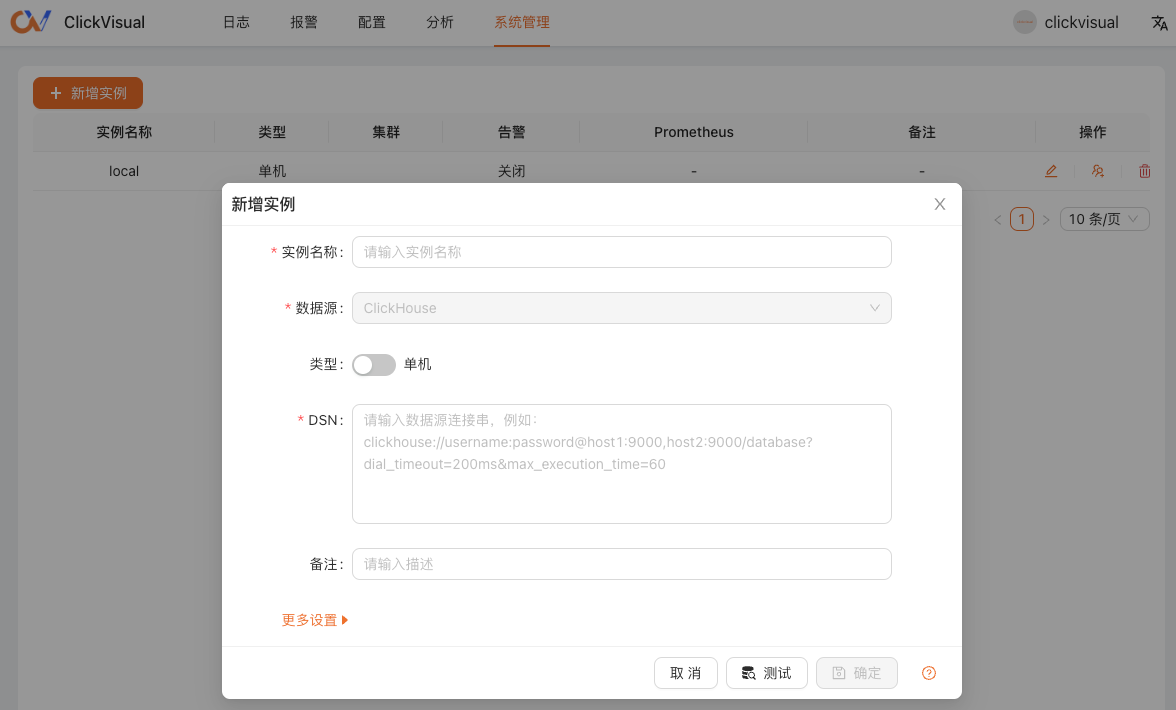 ClickVisual 日志 报警 配置 分析 系统管理 clickvisual
+ 新增实例
实例名称 类型 集群 告警 Prometheus 备注 操作
local 单机 关闭 - -
1 10 条/页
新增实例
* 实例名称: 请输入实例名称
* 数据源: ClickHouse
类型: 单机
* DSN: 请输入数据源连接串，例如:
clickhouse://username:password@host1:9000,host2:9000/database?
dial_timeout=200ms&max_execution_time=60
备注: 请输入描述
更多设置
取 消 测试 确定